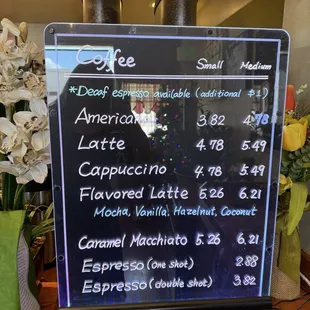 Coffee Small Medium
*Decaf espresso available (additional $1)
Americano 3.82 4.78
Latte 4.78 5.49
Cappuccino 4.78 5.49
Flavored Latte 5.26 6.21
Mocha, Vanilla, Hazelnut, Coconut
Caramel Macchiato 5.26 6.21
Espresso (one shot) 2.88
Espresso (double shot) 3.82